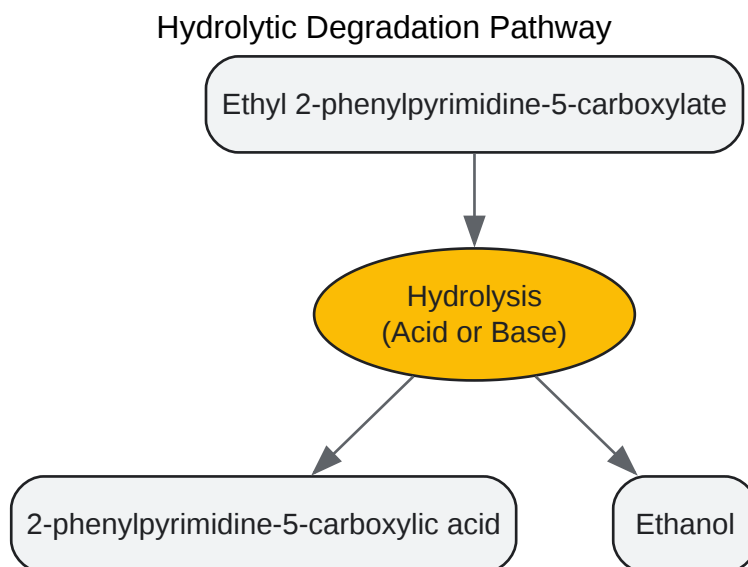 Hydrolytic Degradation Pathway
Ethyl 2-phenylpyrimidine-5-carboxylate
Hydrolysis
(Acid or Base)
2-phenylpyrimidine-5-carboxylic acid
Ethanol